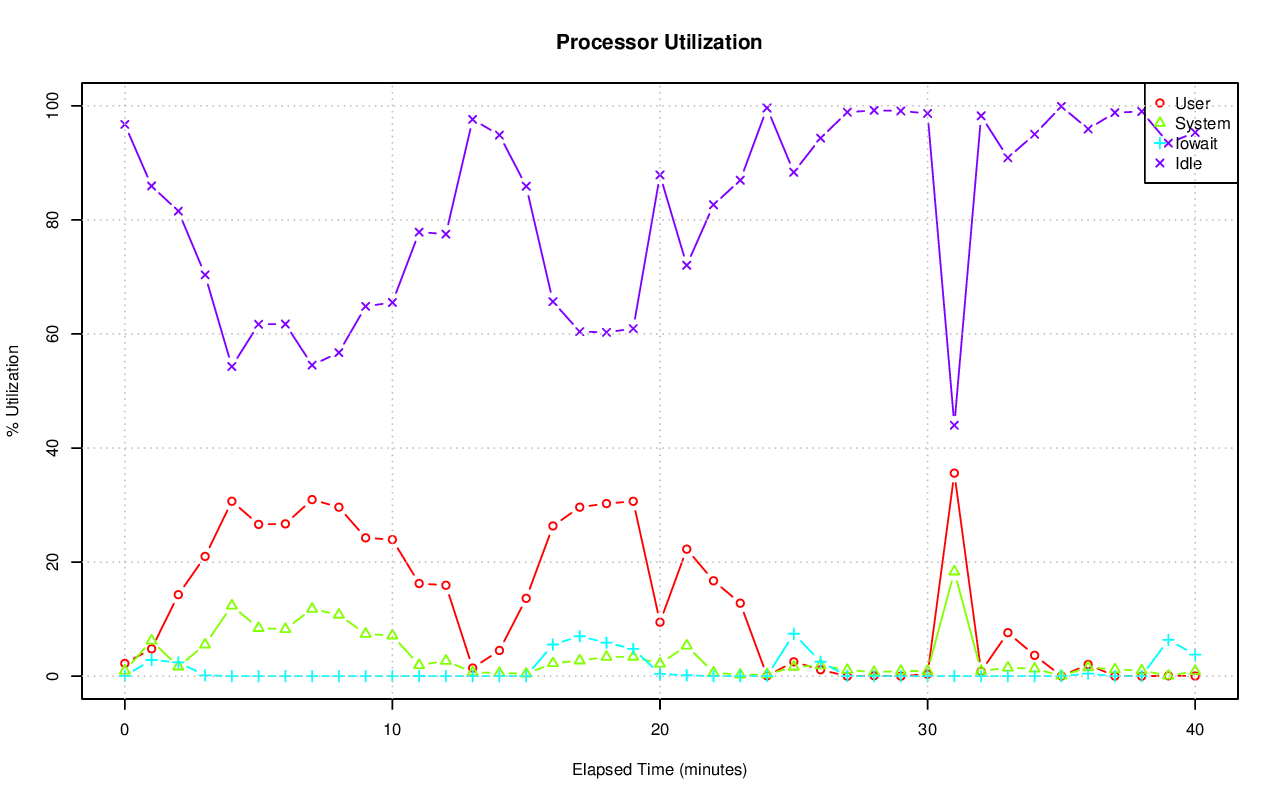 Processor Utilization
% Utilization
100
80
60
40
20
0
User
System
Iowait
Idle
0 10 20 30 40
Elapsed Time (minutes)